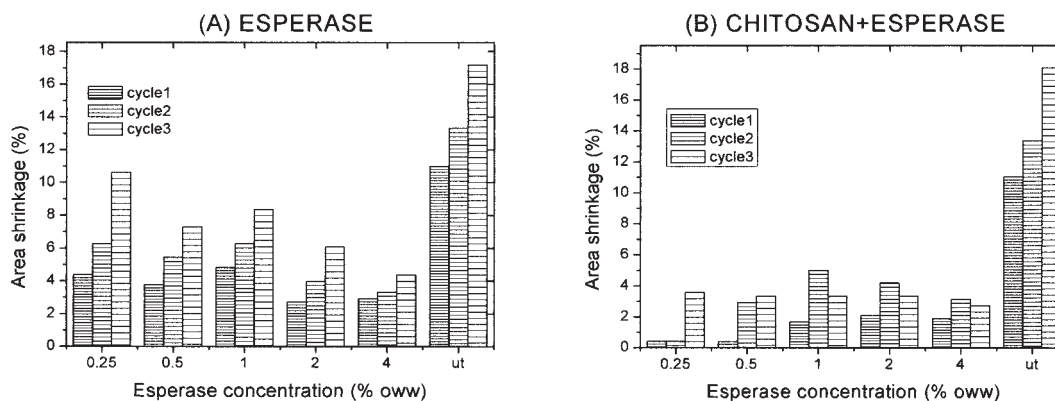 (A) ESPERASE
Area shrinkage (%)
18
16
14
12
10
8
6
4
2
0
cycle1
cycle2
cycle3
0.25 0.5 1 2 4 ut
Esperase concentration (% oww)
(B) CHITOSAN+ESPERASE
Area shrinkage (%)
18
16
14
12
10
8
6
4
2
0
cycle1
cycle2
cycle3
0.25 0.5 1 2 4 ut
Esperase concentration (% oww)